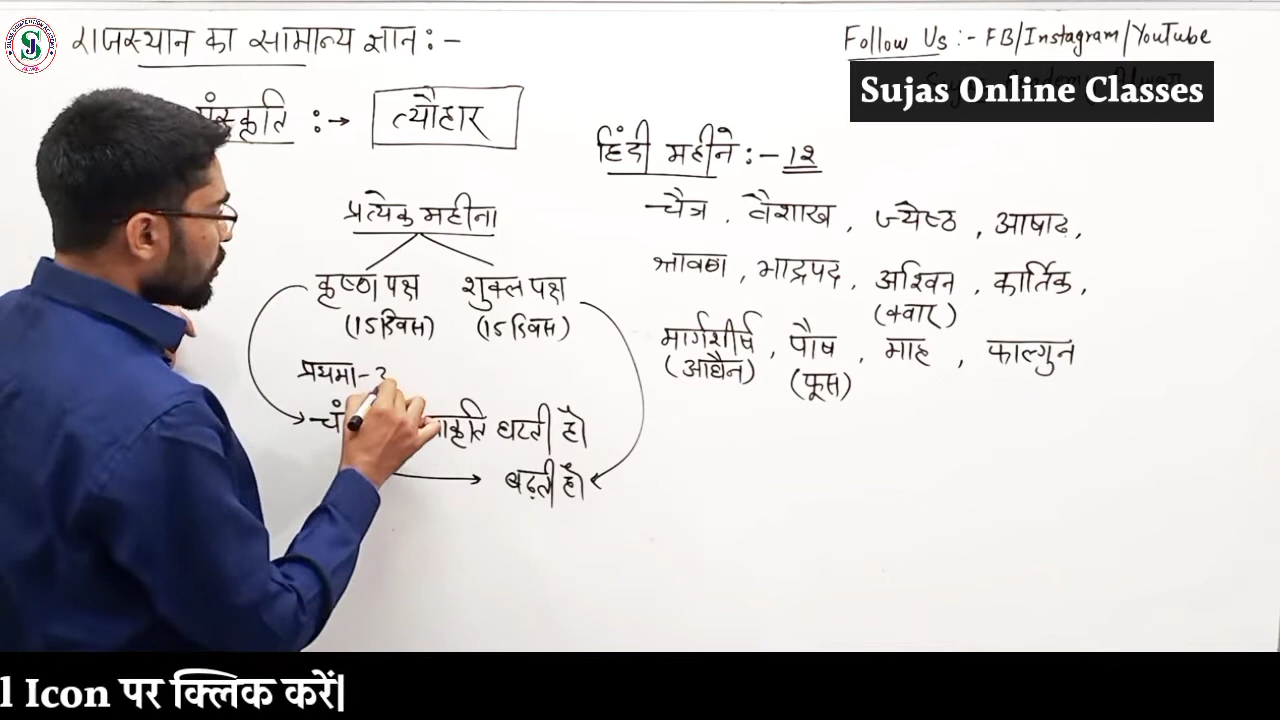 राजस्थान का सामान्य ज्ञान :-
संस्कृति :→ त्यौहार
Follow Us :- FB/Instagram/YouTube
Sujas Online Classes
हिंदी महीने :- 12
चैत्र , वैशाख , ज्येष्ठ , आषाढ़ ,
श्रावण , भाद्रपद , अश्विन , कार्तिक ,
(क्वार)
मार्गशीर्ष , पौष , माह , फाल्गुन
(आघैन) (फूस)
प्रत्येक महीना
कृष्ण पक्ष शुक्ल पक्ष
(15 दिवस) (15 दिवस)
प्रथमा -
घटती है।
बढ़ती है।
l Icon पर क्लिक करें|